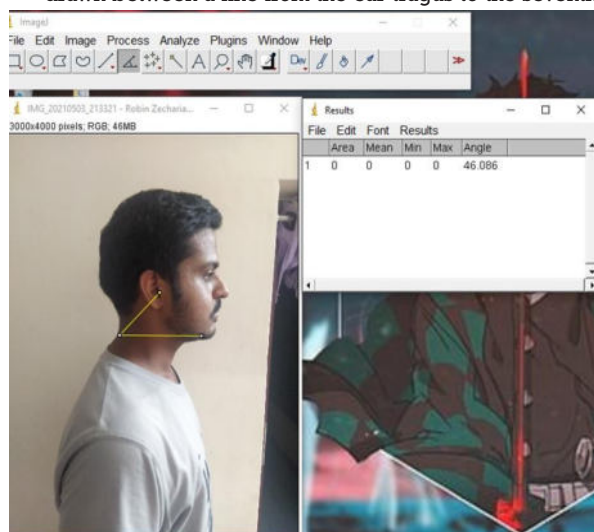 ImageJ
File Edit Image Process Analyze Plugins Window Help
Dev
IMG_20210503_213321 - Robin Zecharia...
3000x4000 pixels; RGB; 46MB
Results
File Edit Font Results
Area Mean Min Max Angle
1 0 0 0 0 46.086